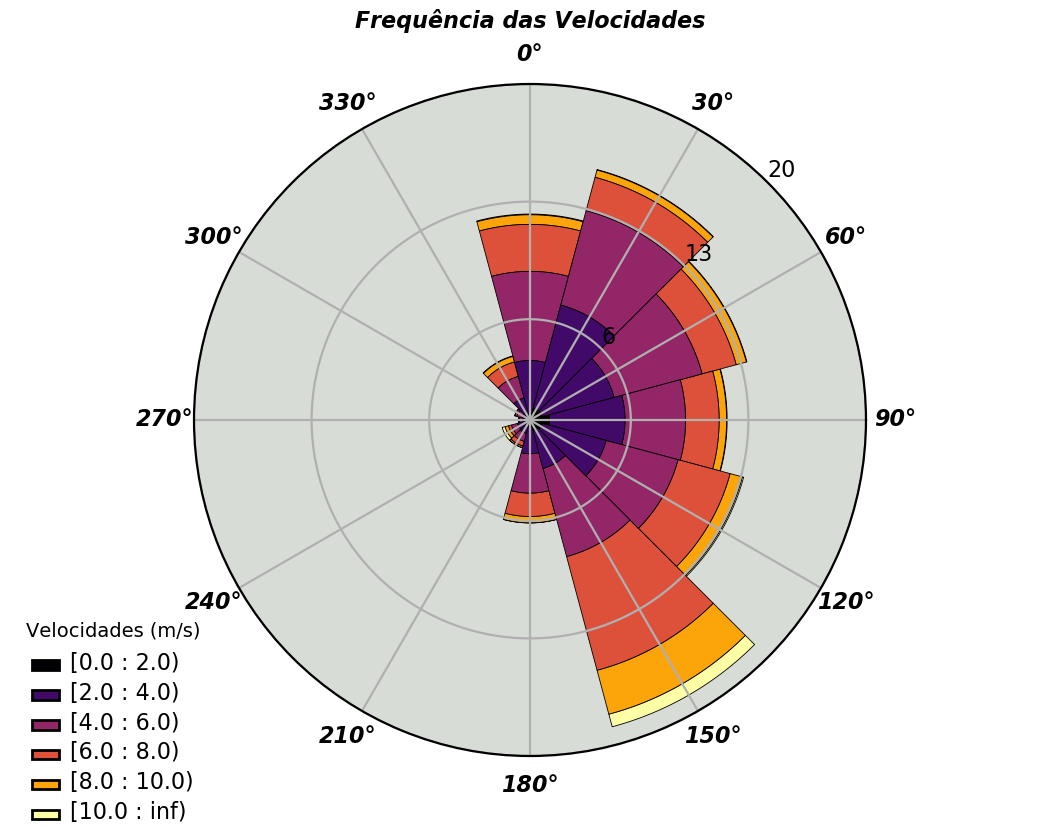 Frequência das Velocidades
0°
330°
30°
20
300°
60°
13
6
270°
90°
240°
120°
210°
150°
180°
Velocidades (m/s)
[0.0 : 2.0)
[2.0 : 4.0)
[4.0 : 6.0)
[6.0 : 8.0)
[8.0 : 10.0)
[10.0 : inf)